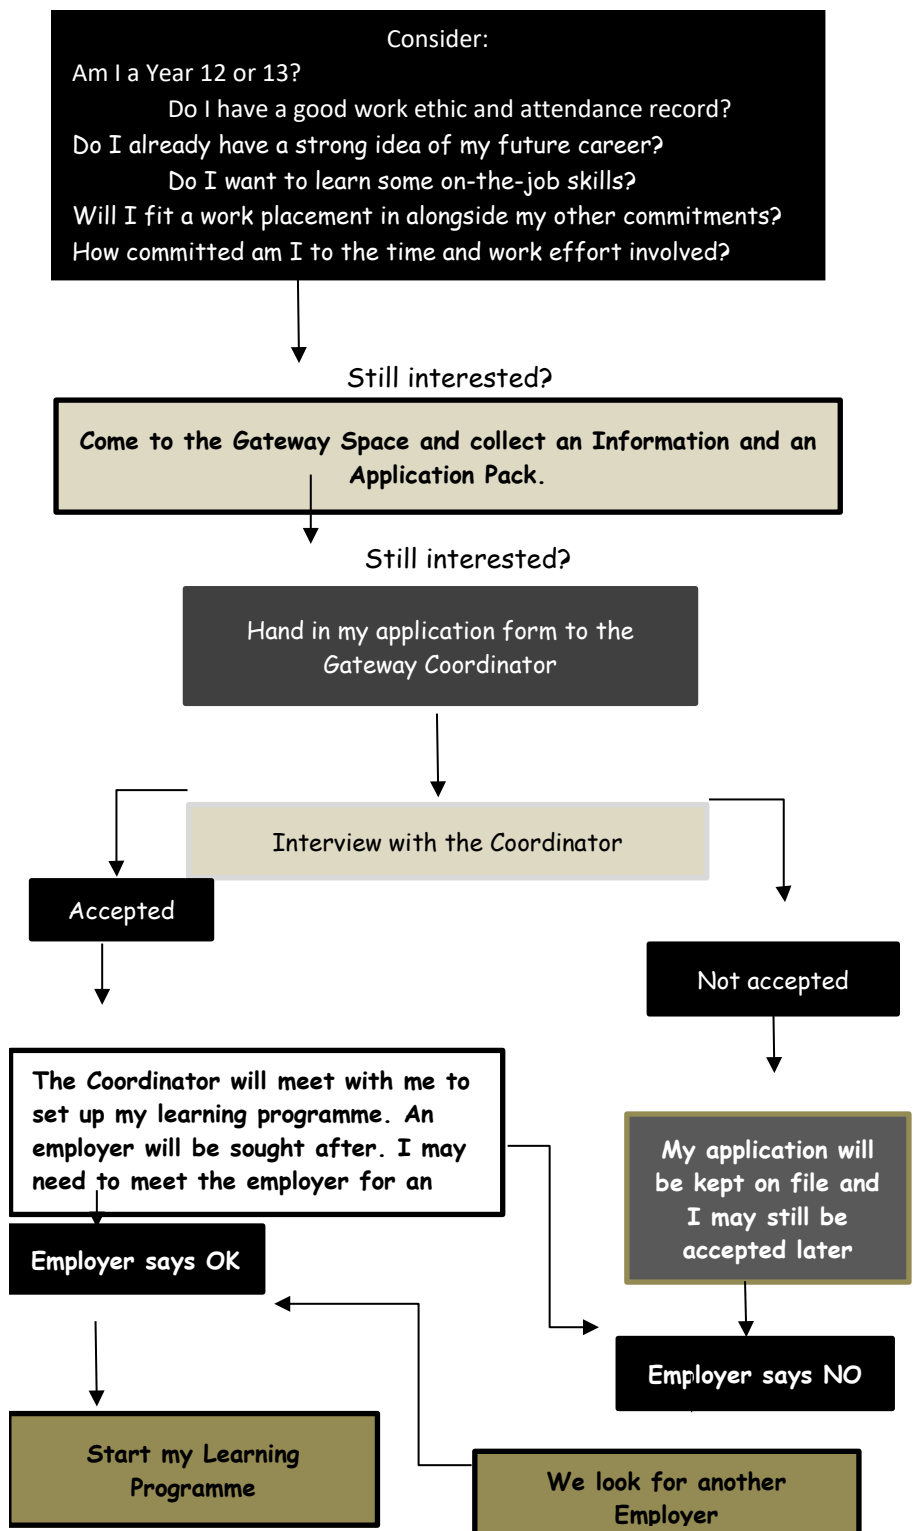 Consider:
Am I a Year 12 or 13?
Do I have a good work ethic and attendance record?
Do I already have a strong idea of my future career?
Do I want to learn some on-the-job skills?
Will I fit a work placement in alongside my other commitments?
How committed am I to the time and work effort involved?
Still interested?
Come to the Gateway Space and collect an Information and an
Application Pack.
Still interested?
Hand in my application form to the
Gateway Coordinator
Interview with the Coordinator
Accepted
Not accepted
The Coordinator will meet with me to
set up my learning programme. An
employer will be sought after. I may
need to meet the employer for an
My application will
be kept on file and
I may still be
accepted later
Employer says OK
Employer says NO
Start my Learning
Programme
We look for another
Employer